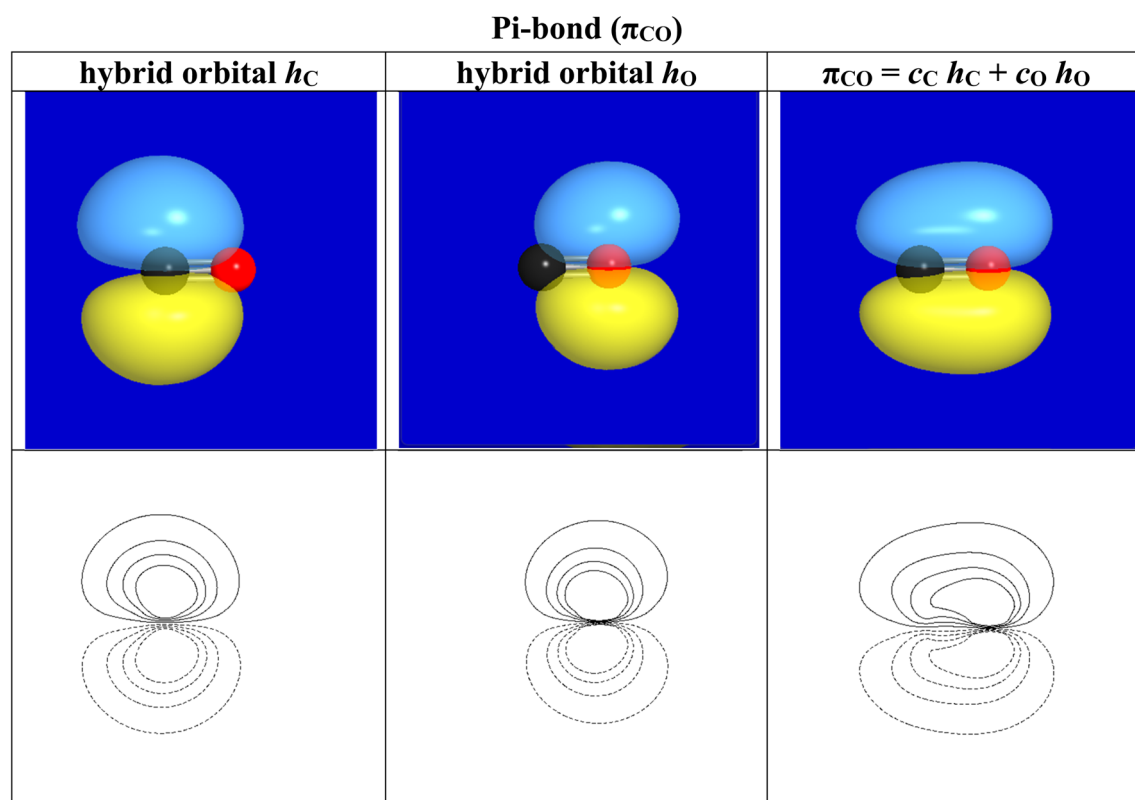 Pi-bond (πCO)
hybrid orbital hC
hybrid orbital hO
πCO = cC hC + cO hO